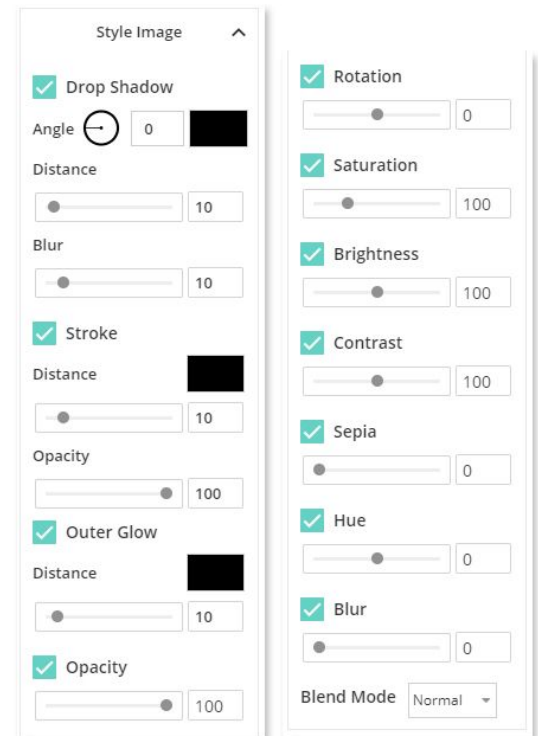 Style Image
Drop Shadow
Angle 0
Distance
10
Blur
10
Stroke
Distance
10
Opacity
100
Outer Glow
Distance
10
Opacity
100
Rotation
0
Saturation
100
Brightness
100
Contrast
100
Sepia
0
Hue
0
Blur
0
Blend Mode Normal